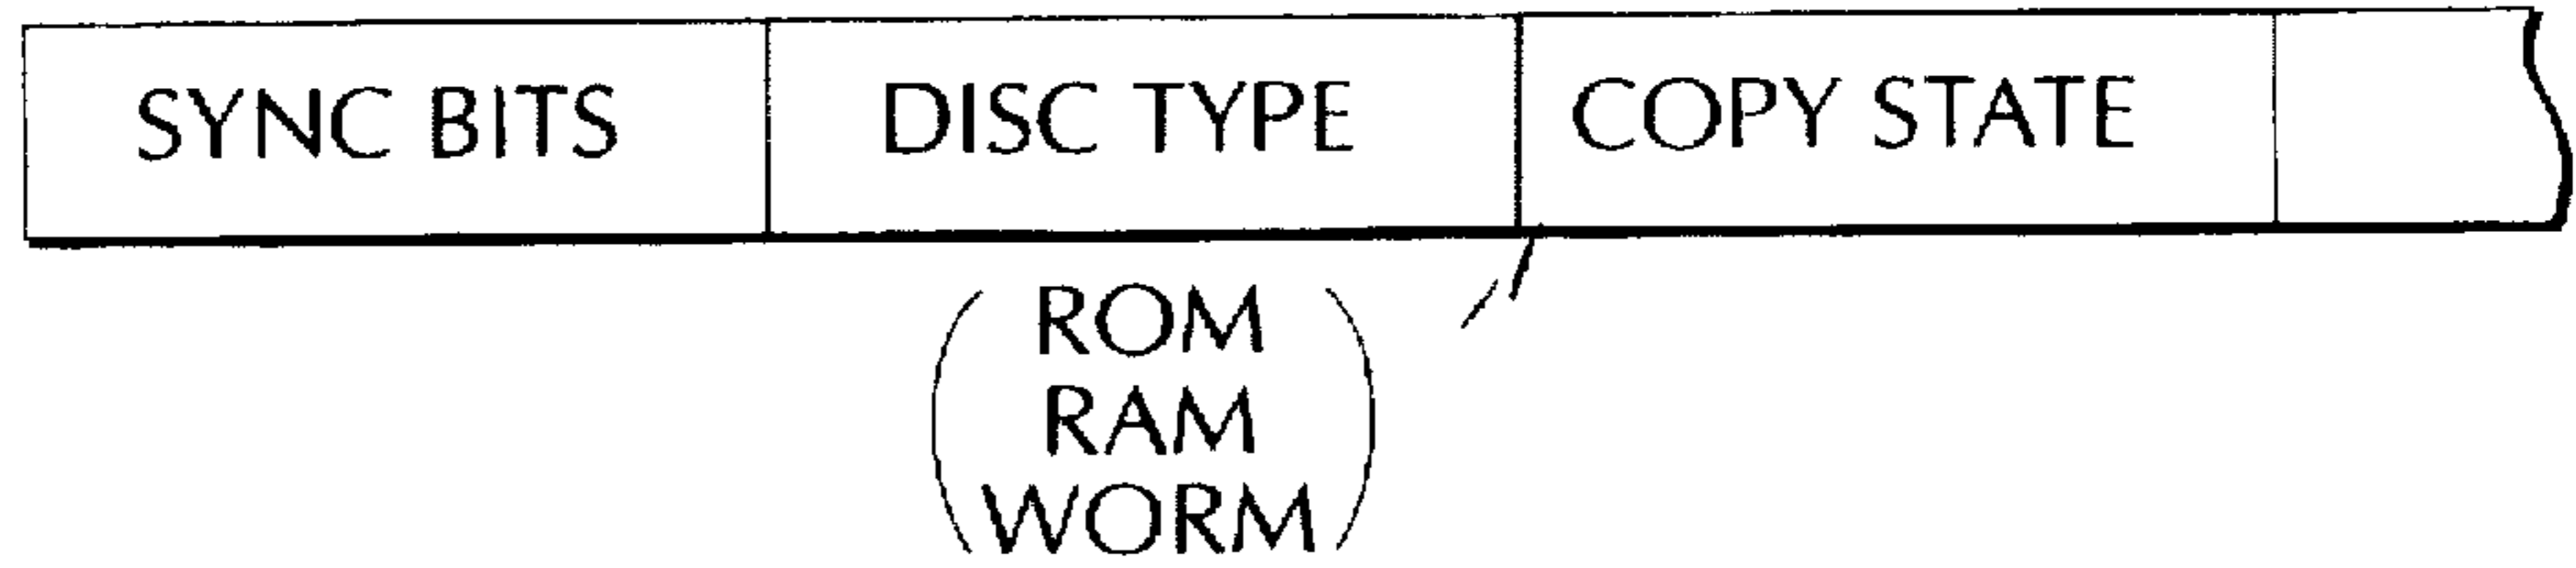 SYNC BITS DISC TYPE COPY STATE
( ROM
RAM
WORM )